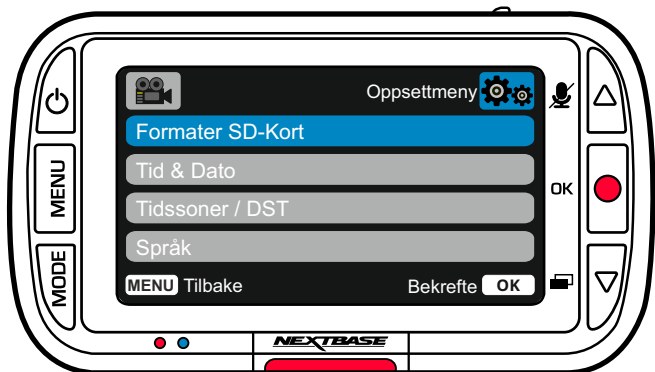 Oppsettmeny
Formater SD-Kort
Tid & Dato
Tidssoner / DST
Språk
MENU Tilbake
Bekrefte OK
MENU
MODE
OK
NEXTBASE